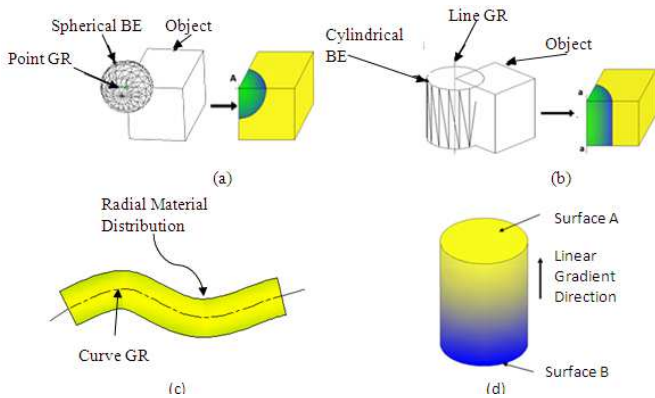 Spherical BE
Object
Point GR
A
(a)
Line GR
Cylindrical
BE
Object
a
a
(b)
Radial Material
Distribution
Curve GR
(c)
Surface A
Linear
Gradient
Direction
Surface B
(d)